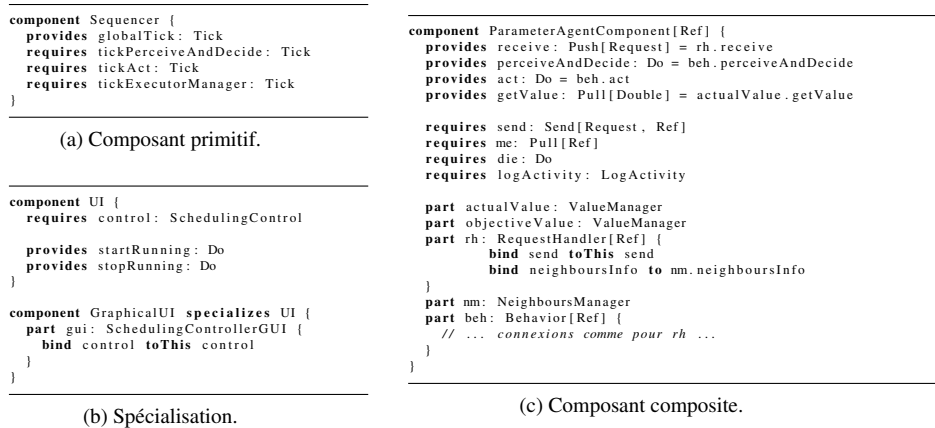 component Sequencer {
provides globalTick: Tick
requires tickPerceiveAndDecide: Tick
requires tickAct: Tick
requires tickExecutorManager: Tick
}
(a) Composant primitif.
component UI {
requires control: SchedulingControl
provides startRunning: Do
provides stopRunning: Do
}
component GraphicalUI specializes UI {
part gui: SchedulingControllerGUI {
bind control toThis control
}
}
(b) Spécialisation.
component ParameterAgentComponent[Ref] {
provides receive: Push[Request] = rh.receive
provides perceiveAndDecide: Do = beh.perceiveAndDecide
provides act: Do = beh.act
provides getValue: Pull[Double] = actualValue.getValue
requires send: Send[Request, Ref]
requires me: Pull[Ref]
requires die: Do
requires logActivity: LogActivity
part actualValue: ValueManager
part objectiveValue: ValueManager
part rh: RequestHandler[Ref] {
bind send toThis send
bind neighboursInfo to nm.neighboursInfo
}
part nm: NeighboursManager
part beh: Behavior[Ref] {
// ... connexions comme pour rh ...
}
}
(c) Composant composite.